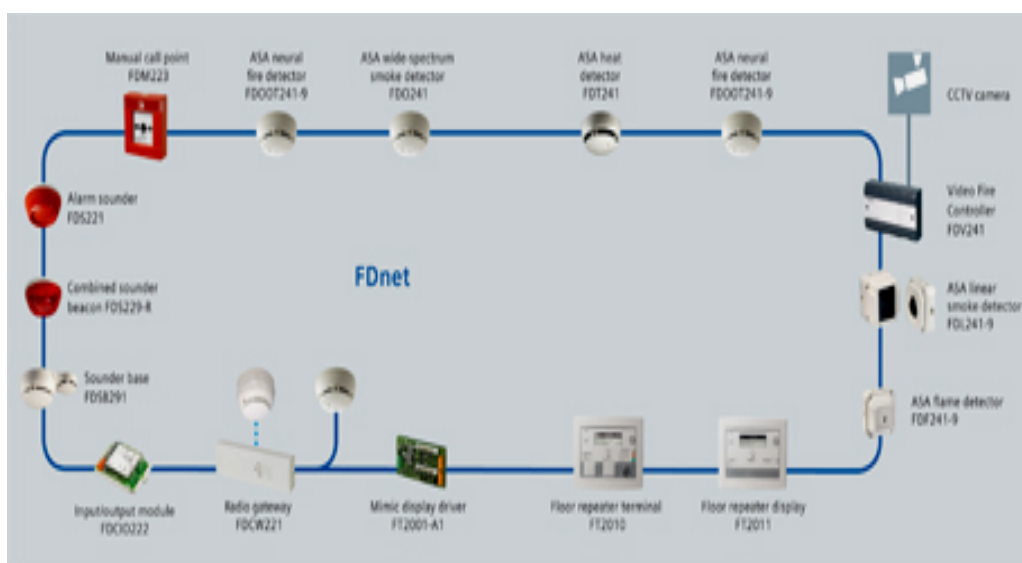 Manual call point
FDM223
ASA neural
fire detector
FDOOT241-9
ASA wide-spectrum
smoke detector
FDO241
ASA heat
detector
FDT241
ASA neural
fire detector
FDOOT241-9
CCTV camera
Alarm sounder
FDS221
Video Fire
Controller
FDV241
FDnet
Combined sounder
beacon FDS229-R
ASA linear
smoke detector
FDL241-9
Sounder base
FDSB291
ASA flame detector
FDF241-9
Input/output module
FDCIO222
Radio gateway
FDCW221
Mimic display driver
FT2001-A1
Floor repeater terminal
FT2010
Floor repeater display
FT2011